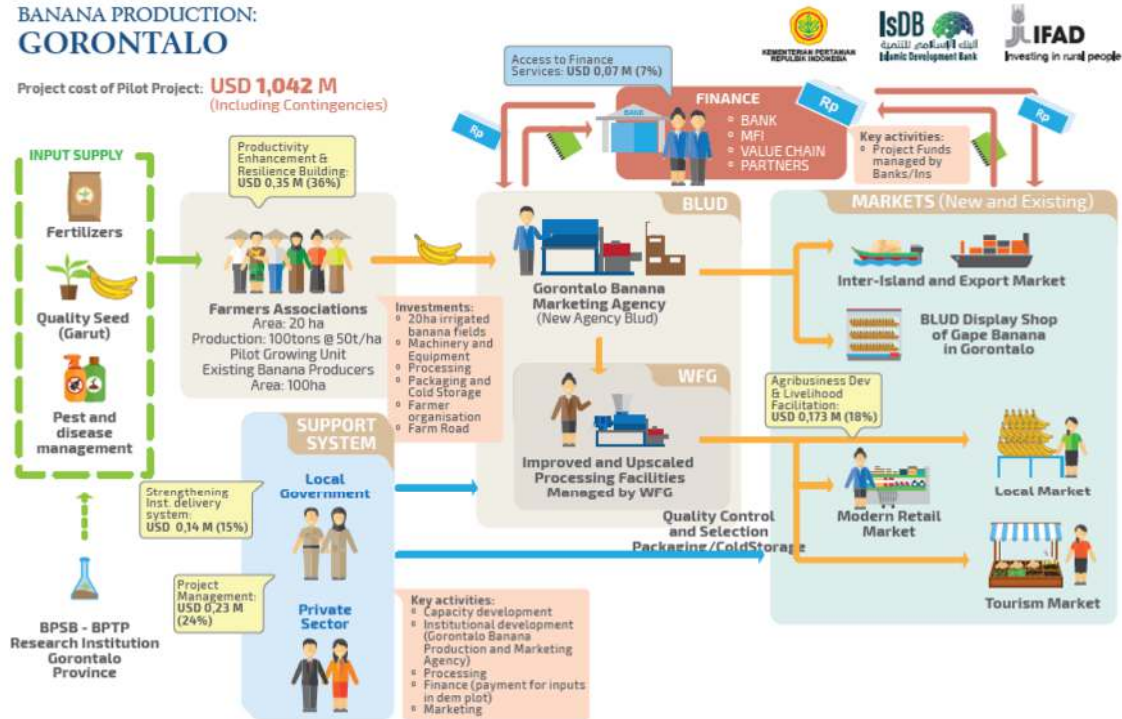 BANANA PRODUCTION:
GORONTALO
Project cost of Pilot Project: USD 1,042 M
(Including Contingencies)
KEMENTERIAN PERTANIAN
REPULSIK INDONESIA
IsDB
البنك الإسلامي للتنمية
Islamic Development Bank
JLIFAD
Investing in rural people
Access to Finance
Services: USD 0,07 M (7%)
Rp
BANK
FINANCE
BANK
MFI
VALUE CHAIN
PARTNERS
Rp
Rp
Key activities:
Project Funds
managed by
Banks/Ins
INPUT SUPPLY
Fertilizers
Quality Seed
(Garut)
Pest and
disease
management
BPSB - BPTP
Research Institution
Gorontalo
Province
Productivity
Enhancement &
Resilience Building:
USD 0,35 M (36%)
Farmers Associations
Area: 20 ha
Production: 100tons @ 50t/ha
Pilot Growing Unit
Existing Banana Producers
Area: 100ha
Investments:
20ha irrigated
banana fields
Machinery and
Equipment
Processing
Packaging and
Cold Storage
Farmer
organisation
Farm Road
BLUD
Gorontalo Banana
Marketing Agency
(New Agency Blud)
WFG
Improved and Upscaled
Processing Facilities
Managed by WFG
MARKETS (New and Existing)
Inter-Island and Export Market
BLUD Display Shop
of Gape Banana
in Gorontalo
Agribusiness Dev
& Livelihood
Facilitation:
USD 0,173 M (18%)
Local Market
Modern Retail
Market
Tourism Market
Quality Control
and Selection
Packaging/ColdStorage
SUPPORT
SYSTEM
Local
Government
Private
Sector
Strengthening
Inst. delivery
system:
USD 0,14 M (15%)
Project
Management:
USD 0,23 M
(24%)
Key activities:
Capacity development
Institutional development
(Gorontalo Banana
Production and Marketing
Agency)
Processing
Finance (payment for inputs
in dem plot)
Marketing